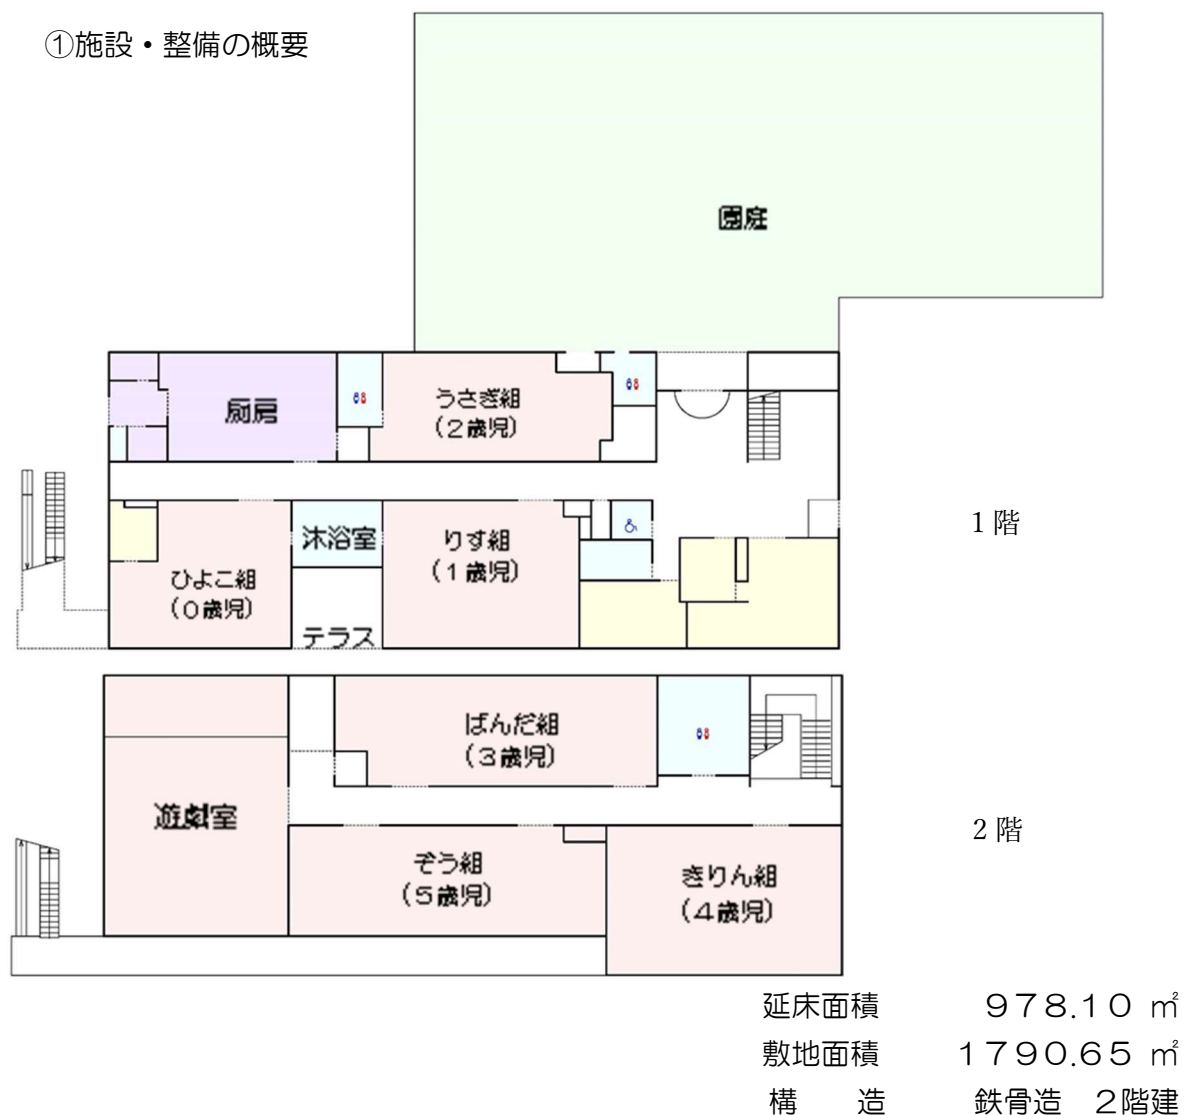 ①施設・整備の概要
園庭
厨房
うさぎ組
（２歳児）
沐浴室
りす組
（１歳児）
1 階
ひよこ組
（０歳児）
テラス
ぱんだ組
（３歳児）
遊戯室
2 階
ぞう組
（５歳児）
きりん組
（４歳児）
延床面積　９７８.１０ ㎡
敷地面積　１７９０.６５ ㎡
構　造　鉄骨造　２階建